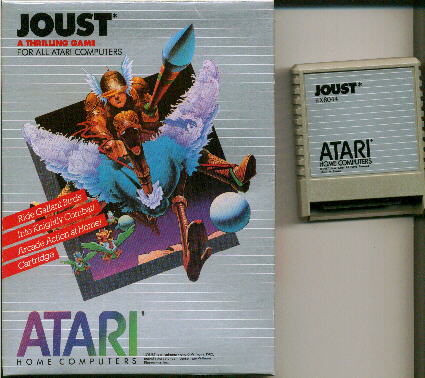 JOUST*
A THRILLING GAME
FOR ALL ATARI COMPUTERS
Ride Gallant Birds
Into Knightly Combat!
Arcade Action at Home!
Cartridge
ATARI
HOME COMPUTERS
JOUST*
RX8044
ATARI
HOME COMPUTERS